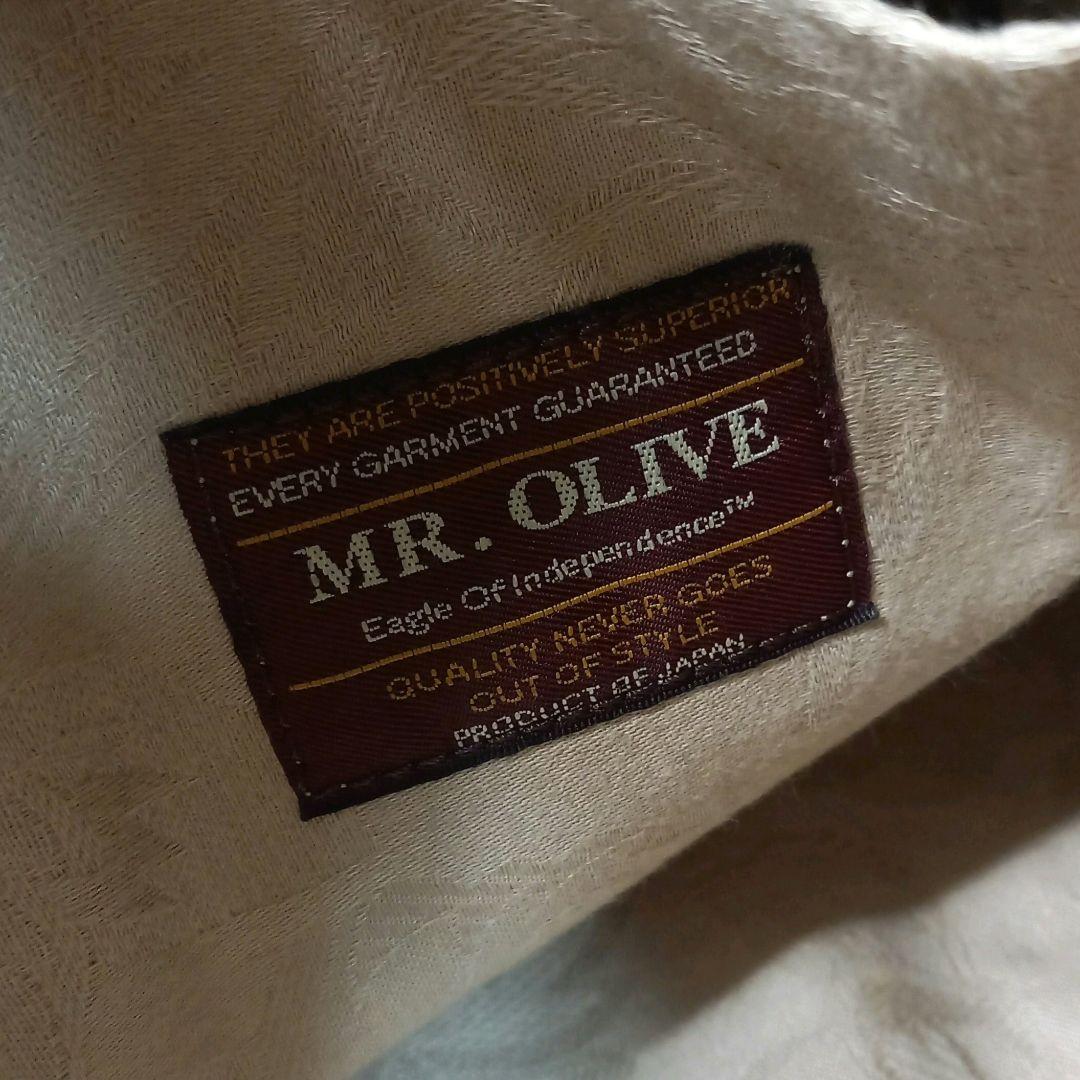 THEY ARE POSITIVELY SUPERIOR
EVERY GARMENT GUARANTEED
MR. OLIVE
Eagle Of Independence™
QUALITY NEVER GOES
OUT OF STYLE
PRODUCT OF JAPAN